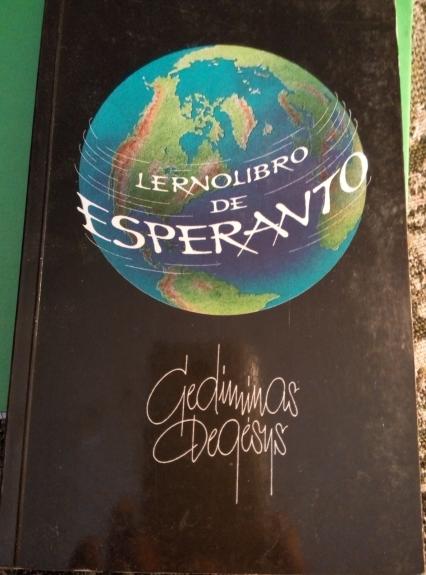 LERNOLIBRO
DE
ESPERANTO
Gediminas
Degėsys